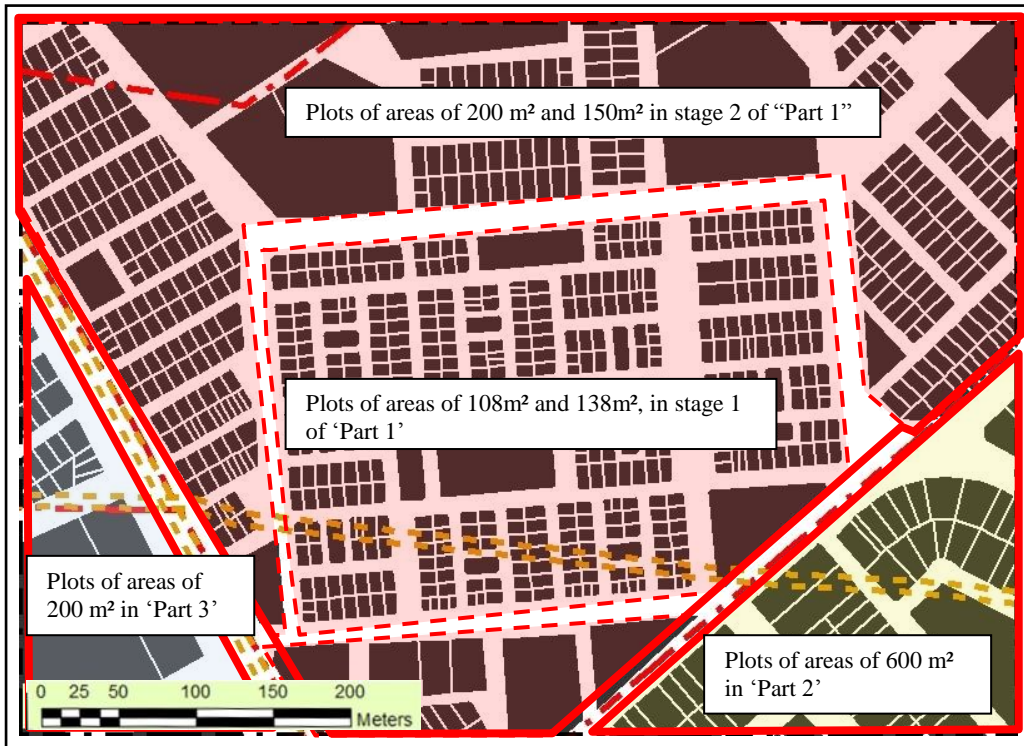 Plots of areas of 200 m² and 150m² in stage 2 of “Part 1”
Plots of areas of 108m² and 138m², in stage 1
of ‘Part 1’
Plots of areas of
200 m² in ‘Part 3’
Plots of areas of 600 m²
in ‘Part 2’
0 25 50 100 150 200
Meters